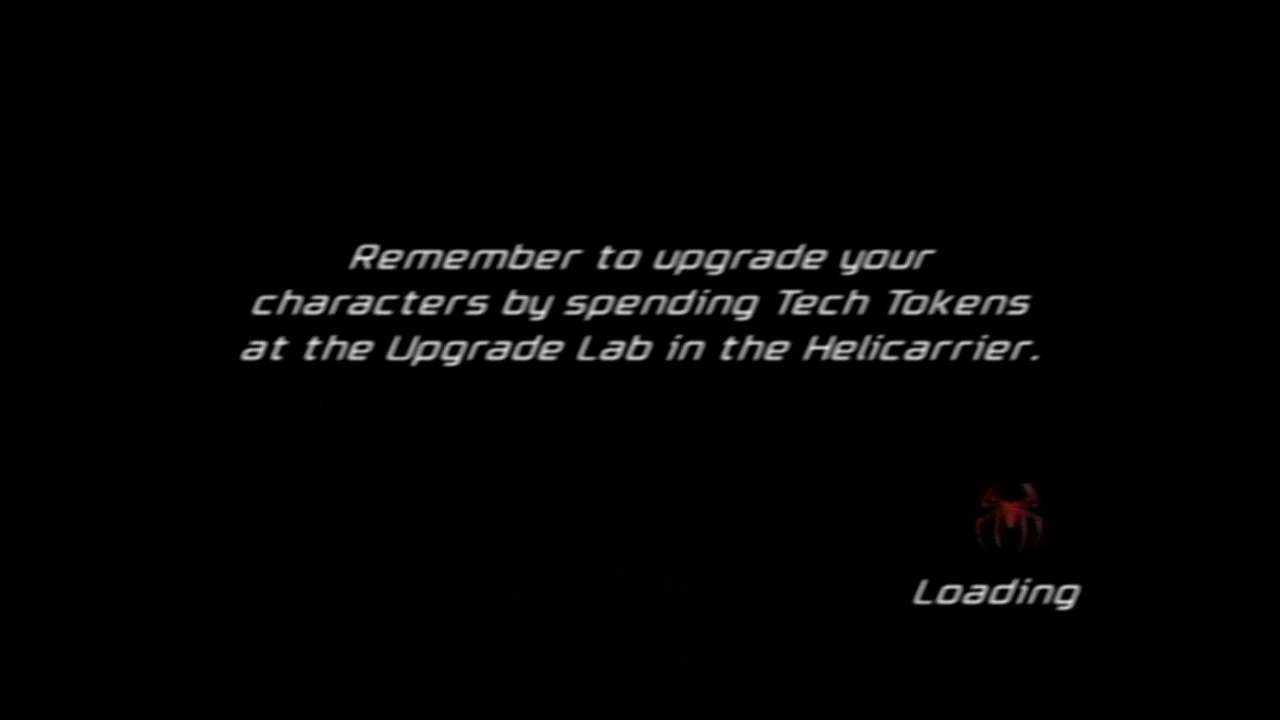 Remember to upgrade your
characters by spending Tech Tokens
at the Upgrade Lab in the Helicarrier.
Loading